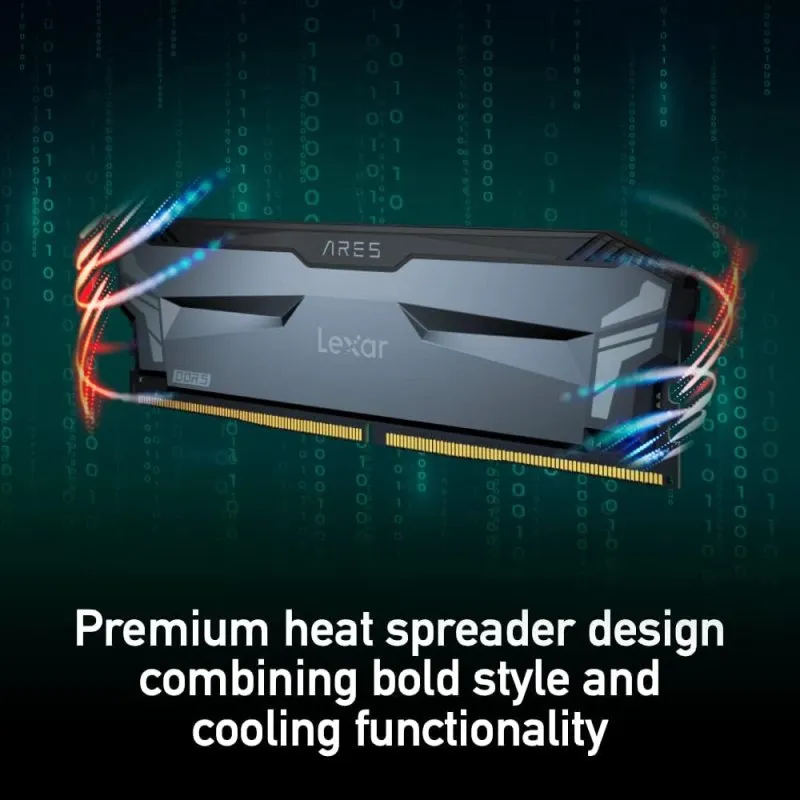 ARES
Lexar
DDR5
Premium heat spreader design
combining bold style and
cooling functionality